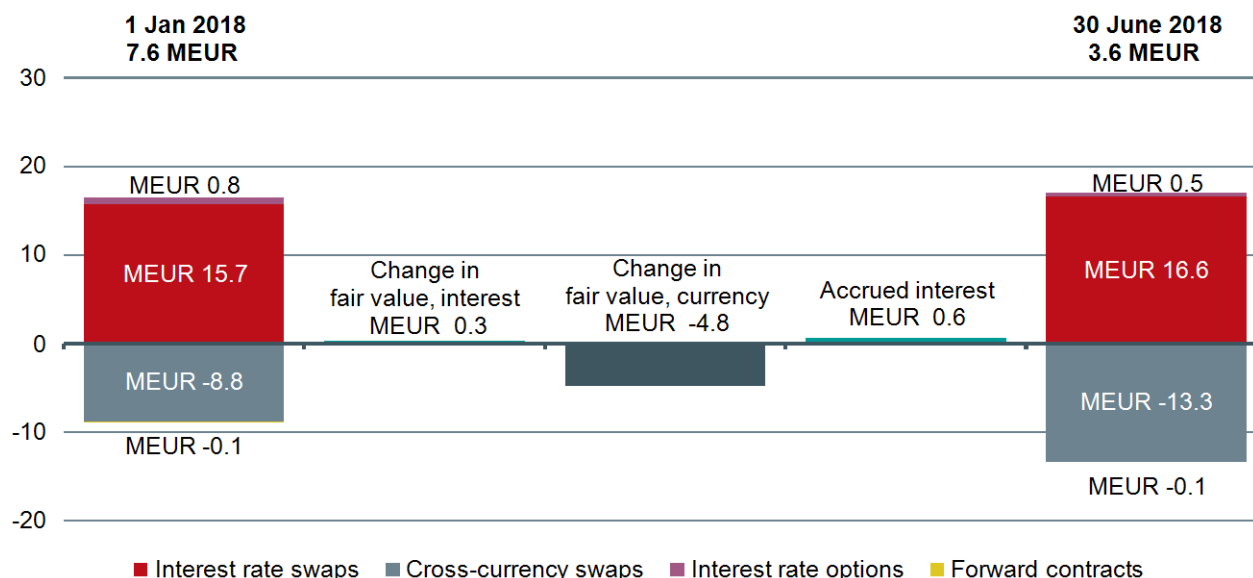 1 Jan 2018
7.6 MEUR
30 June 2018
3.6 MEUR
30
20
10
0
-10
-20
MEUR 0.8
MEUR 15.7
MEUR -8.8
MEUR -0.1
Change in
fair value, interest
MEUR 0.3
Change in
fair value, currency
MEUR -4.8
Accrued interest
MEUR 0.6
MEUR 0.5
MEUR 16.6
MEUR -13.3
MEUR -0.1
Interest rate swaps Cross-currency swaps Interest rate options Forward contracts